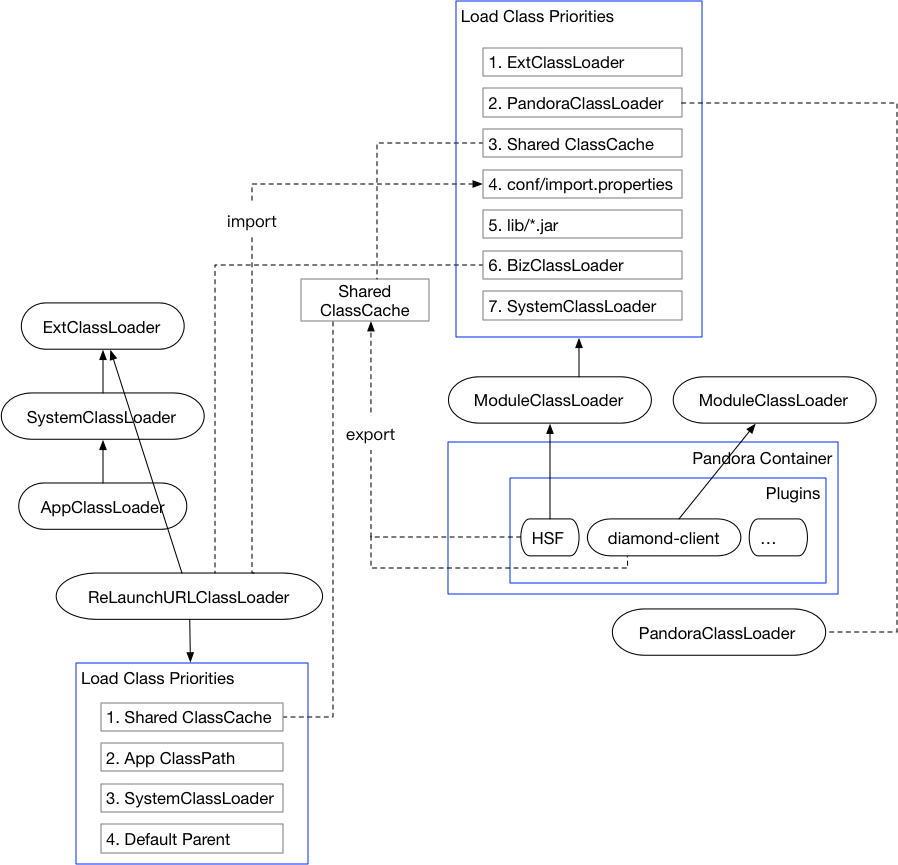 Load Class Priorities
1. ExtClassLoader
2. PandoraClassLoader
3. Shared ClassCache
4. conf/import.properties
5. lib/*.jar
6. BizClassLoader
7. SystemClassLoader
import
Shared
ClassCache
ExtClassLoader
SystemClassLoader
AppClassLoader
ReLaunchURLClassLoader
export
ModuleClassLoader
ModuleClassLoader
Pandora Container
Plugins
HSF
diamond-client
...
PandoraClassLoader
Load Class Priorities
1. Shared ClassCache
2. App ClassPath
3. SystemClassLoader
4. Default Parent